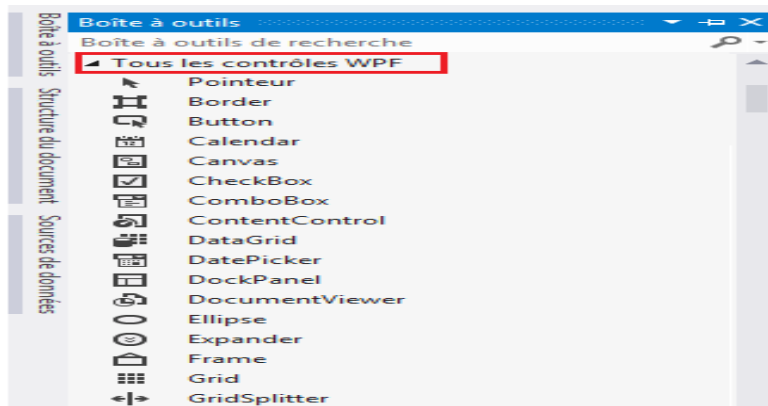 Boîte à outils
Structure du document
Sources de données
Boîte à outils
Boîte à outils de recherche
Tous les contrôles WPF
Pointeur
Border
Button
Calendar
Canvas
CheckBox
ComboBox
ContentControl
DataGrid
DatePicker
DockPanel
DocumentViewer
Ellipse
Expander
Frame
Grid
GridSplitter